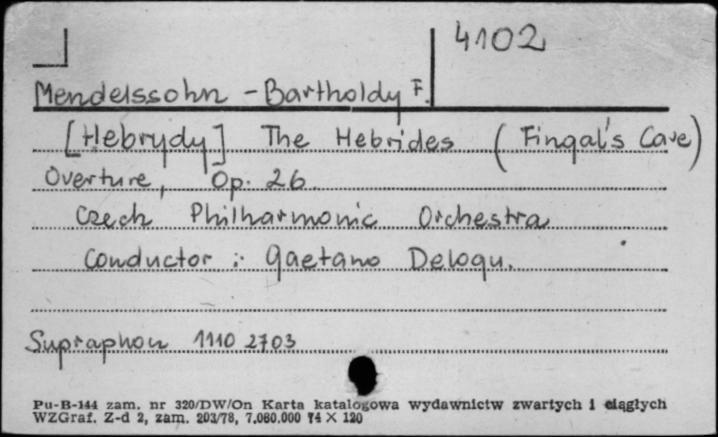 4102
Mendelssohn - Bartholdy F.
[Hebrydy] The Hebrides (Fingal's Cave)
Overture, Op. 26
Czech Philharmonic Orchestra
Conductor : Gaetano Delogu.
Supraphon 1110 2703
Pu-B-144 zam. nr 320/DW/On Karta katalogowa wydawnictw zwartych i ciągłych
WZGraf. Z-d 2, zam. 203/78, 7.060.000 74 X 120